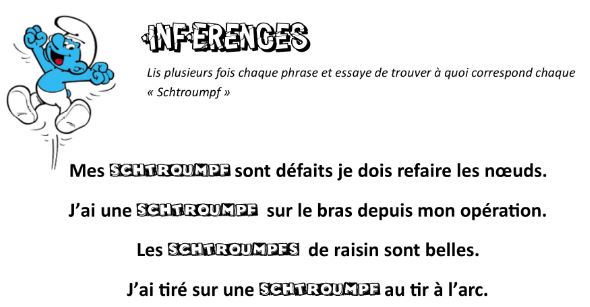 INFERENCES
Lis plusieurs fois chaque phrase et essaye de trouver à quoi correspond chaque
« Schtroumpf »
Mes SCHTROUMPF sont défaits je dois refaire les nœuds.
J’ai une SCHTROUMPF sur le bras depuis mon opération.
Les SCHTROUMPFS de raisin sont belles.
J’ai tiré sur une SCHTROUMPF au tir à l’arc.